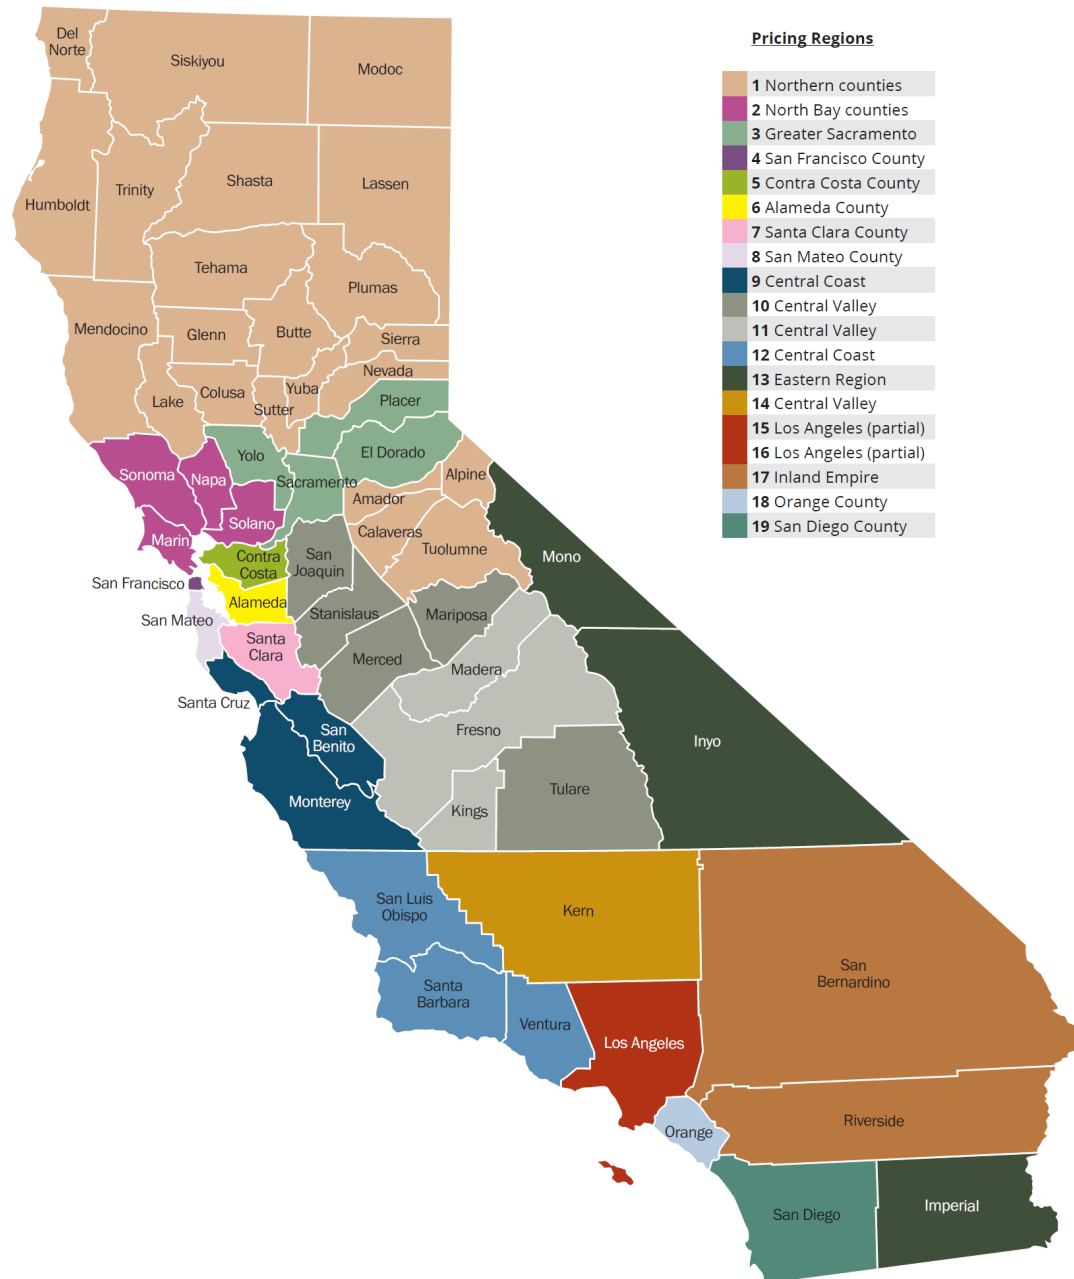 Pricing Regions
1 Northern counties
2 North Bay counties
3 Greater Sacramento
4 San Francisco County
5 Contra Costa County
6 Alameda County
7 Santa Clara County
8 San Mateo County
9 Central Coast
10 Central Valley
11 Central Valley
12 Central Coast
13 Eastern Region
14 Central Valley
15 Los Angeles (partial)
16 Los Angeles (partial)
17 Inland Empire
18 Orange County
19 San Diego County
Del
Norte
Siskiyou
Modoc
Humboldt
Trinity
Shasta
Lassen
Tehama
Plumas
Mendocino
Glenn
Butte
Sierra
Nevada
Lake
Colusa
Yuba
Sutter
Placer
El Dorado
Yolo
Sonoma
Napa
Sacramento
Alpine
Amador
Solano
Marin
Calaveras
Tuolumne
Contra
Costa
San
Joaquin
Mono
San Francisco
Alameda
Stanislaus
Mariposa
San Mateo
Santa
Clara
Merced
Madera
Santa Cruz
San
Benito
Fresno
Inyo
Monterey
Kings
Tulare
San Luis
Obispo
Kern
San
Bernardino
Santa
Barbara
Ventura
Los Angeles
Orange
Riverside
San Diego
Imperial